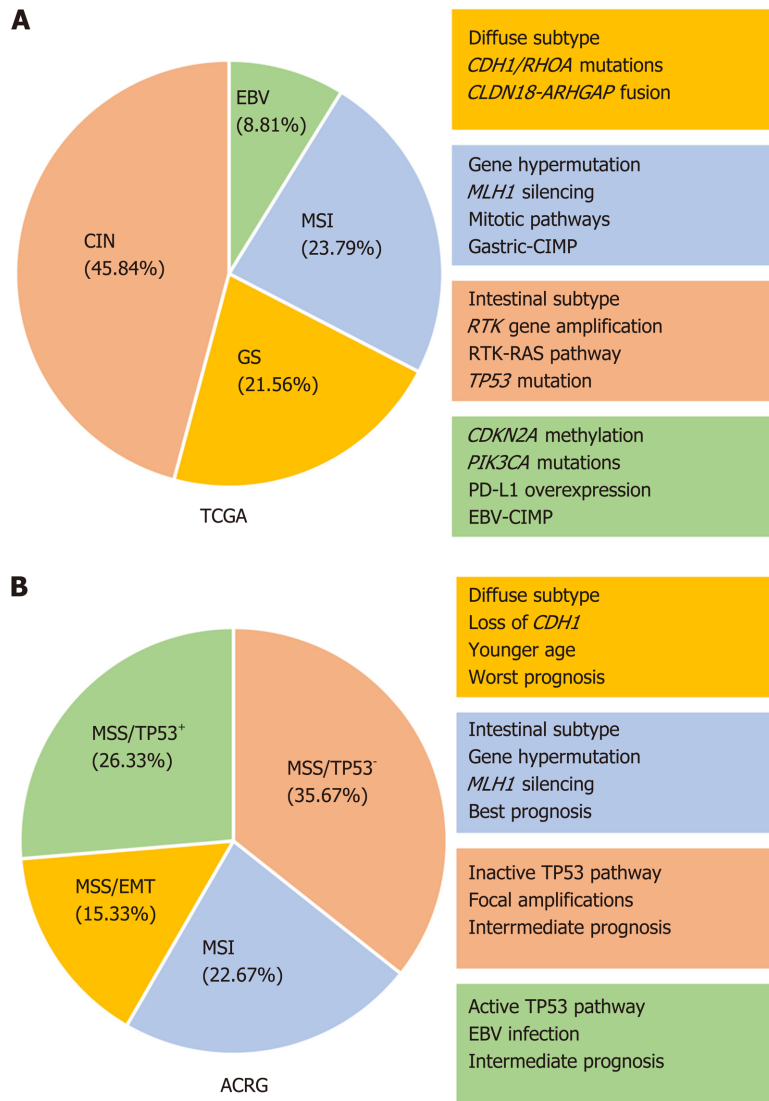 A
EBV
(8.81%)
MSI
(23.79%)
CIN
(45.84%)
GS
(21.56%)
TCGA
Diffuse subtype
CDH1/RHOA mutations
CLDN18-ARHGAP fusion
Gene hypermutation
MLH1 silencing
Mitotic pathways
Gastric-CIMP
Intestinal subtype
RTK gene amplification
RTK-RAS pathway
TP53 mutation
CDKN2A methylation
PIK3CA mutations
PD-L1 overexpression
EBV-CIMP
B
MSS/TP53⁺
(26.33%)
MSS/TP53⁻
(35.67%)
MSS/EMT
(15.33%)
MSI
(22.67%)
ACRG
Diffuse subtype
Loss of CDH1
Younger age
Worst prognosis
Intestinal subtype
Gene hypermutation
MLH1 silencing
Best prognosis
Inactive TP53 pathway
Focal amplifications
Interrmediate prognosis
Active TP53 pathway
EBV infection
Intermediate prognosis